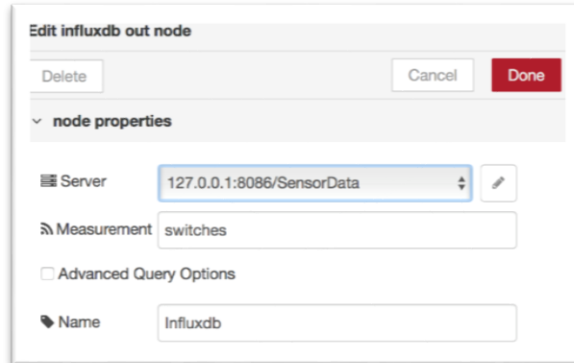 Edit influxdb out node
Delete Cancel Done
node properties
Server 127.0.0.1:8086/SensorData
Measurement switches
Advanced Query Options
Name Influxdb